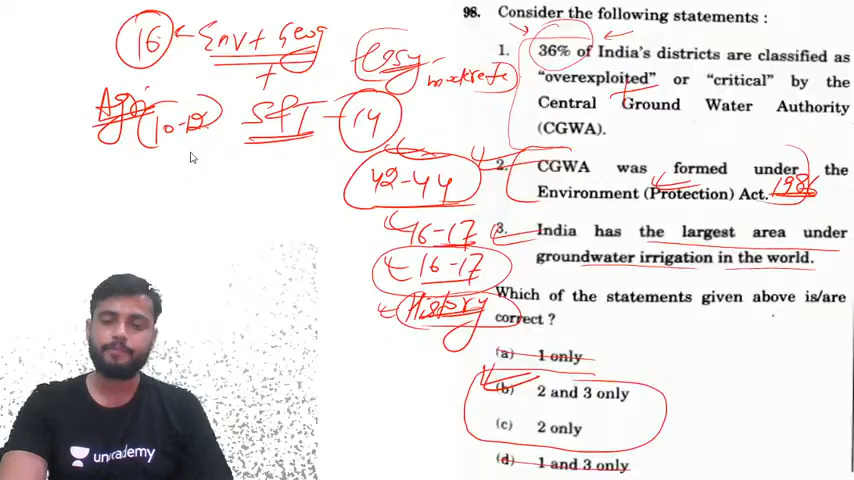 16 ← Env + Geog
+
Agri (10-12) S&T - 14
easy
moderate
42-44
16-17
16-17
History
98. Consider the following statements :
1. 36% of India's districts are classified as
"overexploited" or "critical" by the
Central Ground Water Authority
(CGWA).
2. CGWA was formed under the
Environment (Protection) Act. 1986
3. India has the largest area under
groundwater irrigation in the world.
Which of the statements given above is/are
correct ?
(a) 1 only
(b) 2 and 3 only
(c) 2 only
(d) 1 and 3 only
unacademy